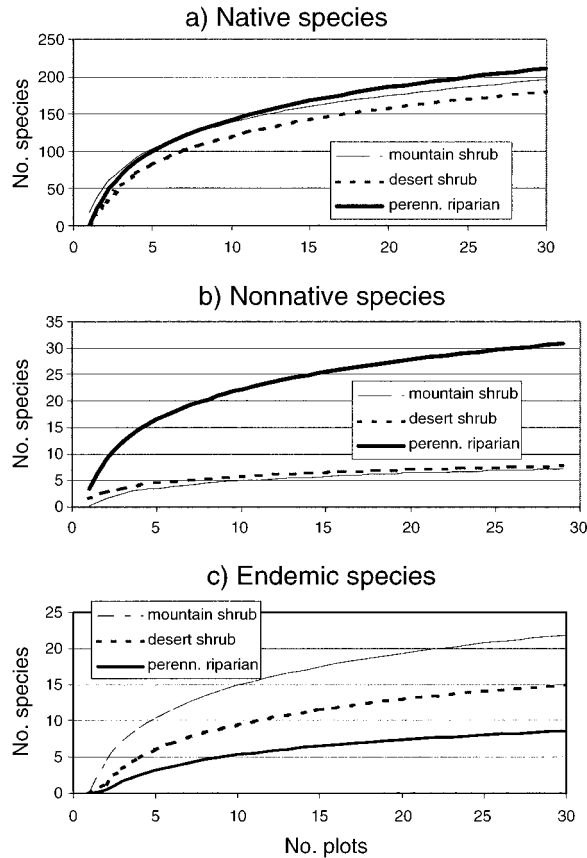 a) Native species
No. species
250
200
150
100
50
0
mountain shrub
desert shrub
perenn. riparian
0 5 10 15 20 25 30
b) Nonnative species
No. species
35
30
25
20
15
10
5
0
mountain shrub
desert shrub
perenn. riparian
0 5 10 15 20 25 30
c) Endemic species
No. species
25
20
15
10
5
0
mountain shrub
desert shrub
perenn. riparian
0 5 10 15 20 25 30
No. plots